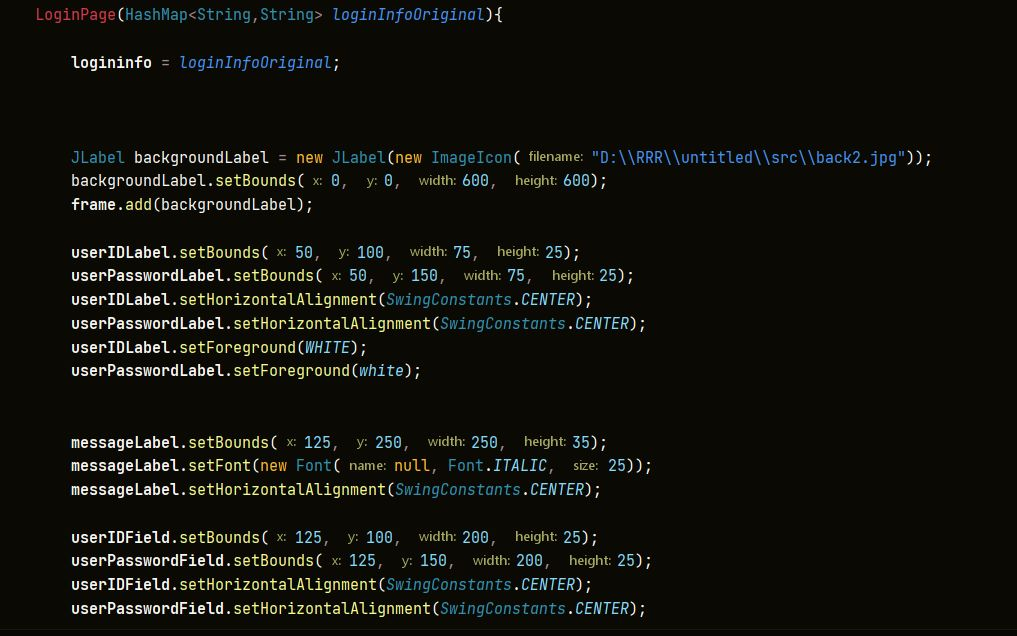 LoginPage(HashMap<String,String> loginInfoOriginal){
logininfo = loginInfoOriginal;
JLabel backgroundLabel = new JLabel(new ImageIcon( filename: "D:\\RRR\\untitled\\src\\back2.jpg"));
backgroundLabel.setBounds( x: 0, y: 0, width: 600, height: 600);
frame.add(backgroundLabel);
userIDLabel.setBounds( x: 50, y: 100, width: 75, height: 25);
userPasswordLabel.setBounds( x: 50, y: 150, width: 75, height: 25);
userIDLabel.setHorizontalAlignment(SwingConstants.CENTER);
userPasswordLabel.setHorizontalAlignment(SwingConstants.CENTER);
userIDLabel.setForeground(WHITE);
userPasswordLabel.setForeground(white);
messageLabel.setBounds( x: 125, y: 250, width: 250, height: 35);
messageLabel.setFont(new Font( name: null, Font.ITALIC, size: 25));
messageLabel.setHorizontalAlignment(SwingConstants.CENTER);
userIDField.setBounds( x: 125, y: 100, width: 200, height: 25);
userPasswordField.setBounds( x: 125, y: 150, width: 200, height: 25);
userIDField.setHorizontalAlignment(SwingConstants.CENTER);
userPasswordField.setHorizontalAlignment(SwingConstants.CENTER);